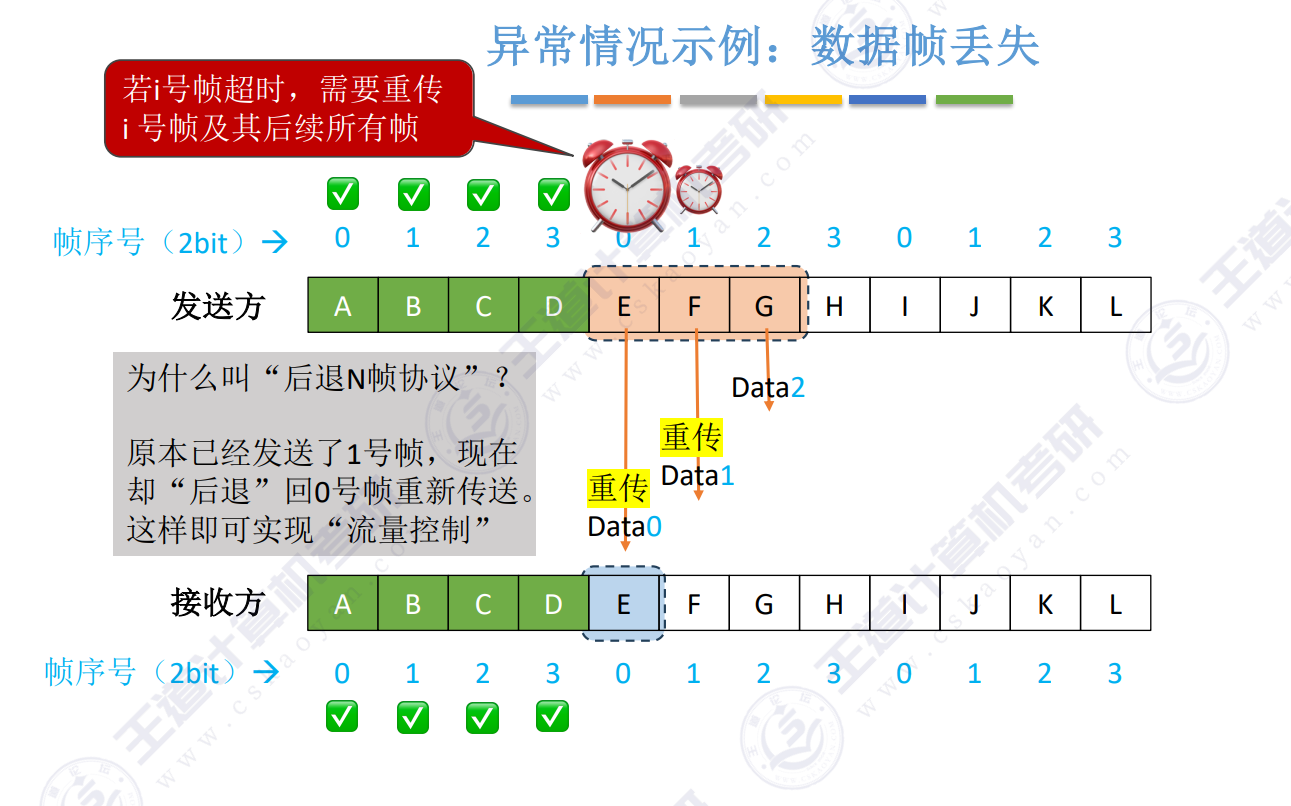 异常情况示例：数据帧丢失
若i号帧超时，需要重传
i 号帧及其后续所有帧
帧序号（2bit）→ 0 1 2 3 0 1 2 3 0 1 2 3
发送方 A B C D E F G H I J K L
为什么叫“后退N帧协议”？
原本已经发送了1号帧，现在
却“后退”回0号帧重新传送。
这样即可实现“流量控制”
Data2
重传
Data1
重传
Data0
接收方 A B C D E F G H I J K L
帧序号（2bit）→ 0 1 2 3 0 1 2 3 0 1 2 3
王道计算机考研
www.cskaoyan.com